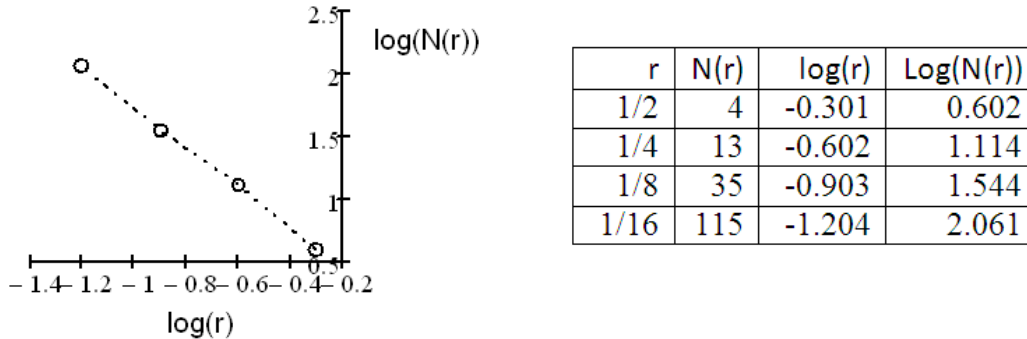 2.5
log(N(r))
2
1.5
1
0.5
– 1.4 – 1.2 – 1 – 0.8 – 0.6 – 0.4 – 0.2
log(r)
r N(r) log(r) Log(N(r))
1/2 4 -0.301 0.602
1/4 13 -0.602 1.114
1/8 35 -0.903 1.544
1/16 115 -1.204 2.061